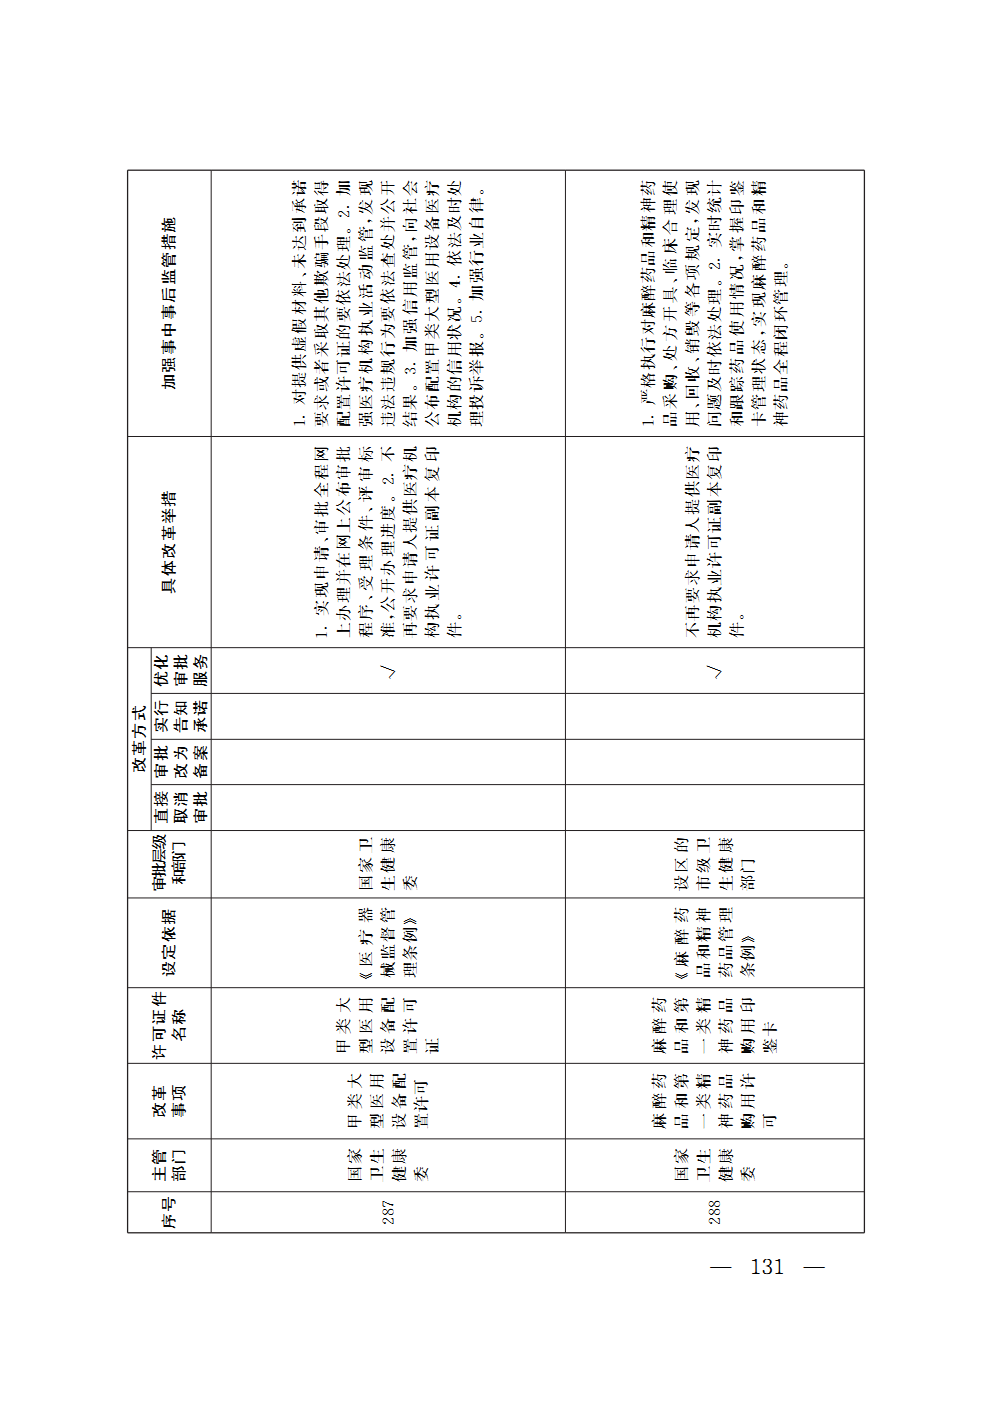 序号
主管
部门
改革
事项
许可证件
名称
设定依据
审批层级
和部门
改革方式
直接
取消
审批
审批
改为
备案
实行
告知
承诺
优化
审批
服务
具体改革举措
加强事中事后监管措施
287
国家
卫生
健康
委
甲类大
型医用
设备配
置许可
甲类大
型医用
设备配
置许可
证
《医疗器
械监督管
理条例》
国家卫
生健康
委
√
1. 实现申请、审批全程网
上办理并在网上公布审批
程序、受理条件、评审标
准,公开办理进度。2. 不
再要求申请人提供医疗机
构执业许可证副本复印
件。
1. 对提供虚假材料、未达到承诺
要求或者采取其他欺骗手段取得
配置许可证的要依法处理。2. 加
强医疗机构执业活动监管,发现
违法违规行为要依法查处并公开
结果。3. 加强信用监管,向社会
公布配置甲类大型医用设备医疗
机构的信用状况。4. 依法及时处
理投诉举报。5. 加强行业自律。
288
国家
卫生
健康
委
麻醉药
品和第
一类精
神药品
购用许
可
麻醉药
品和第
一类精
神药品
购用印
鉴卡
《麻醉药
品和精神
药品管理
条例》
设区的
市级卫
生健康
部门
√
不再要求申请人提供医疗
机构执业许可证副本复印
件。
1. 严格执行对麻醉药品和精神药
品采购、处方开具、临床合理使
用、回收、销毁等各项规定,发现
问题及时依法处理。2. 实时统计
和跟踪药品使用情况,掌握印鉴
卡管理状态,实现麻醉药品和精
神药品全程闭环管理。
— 131 —